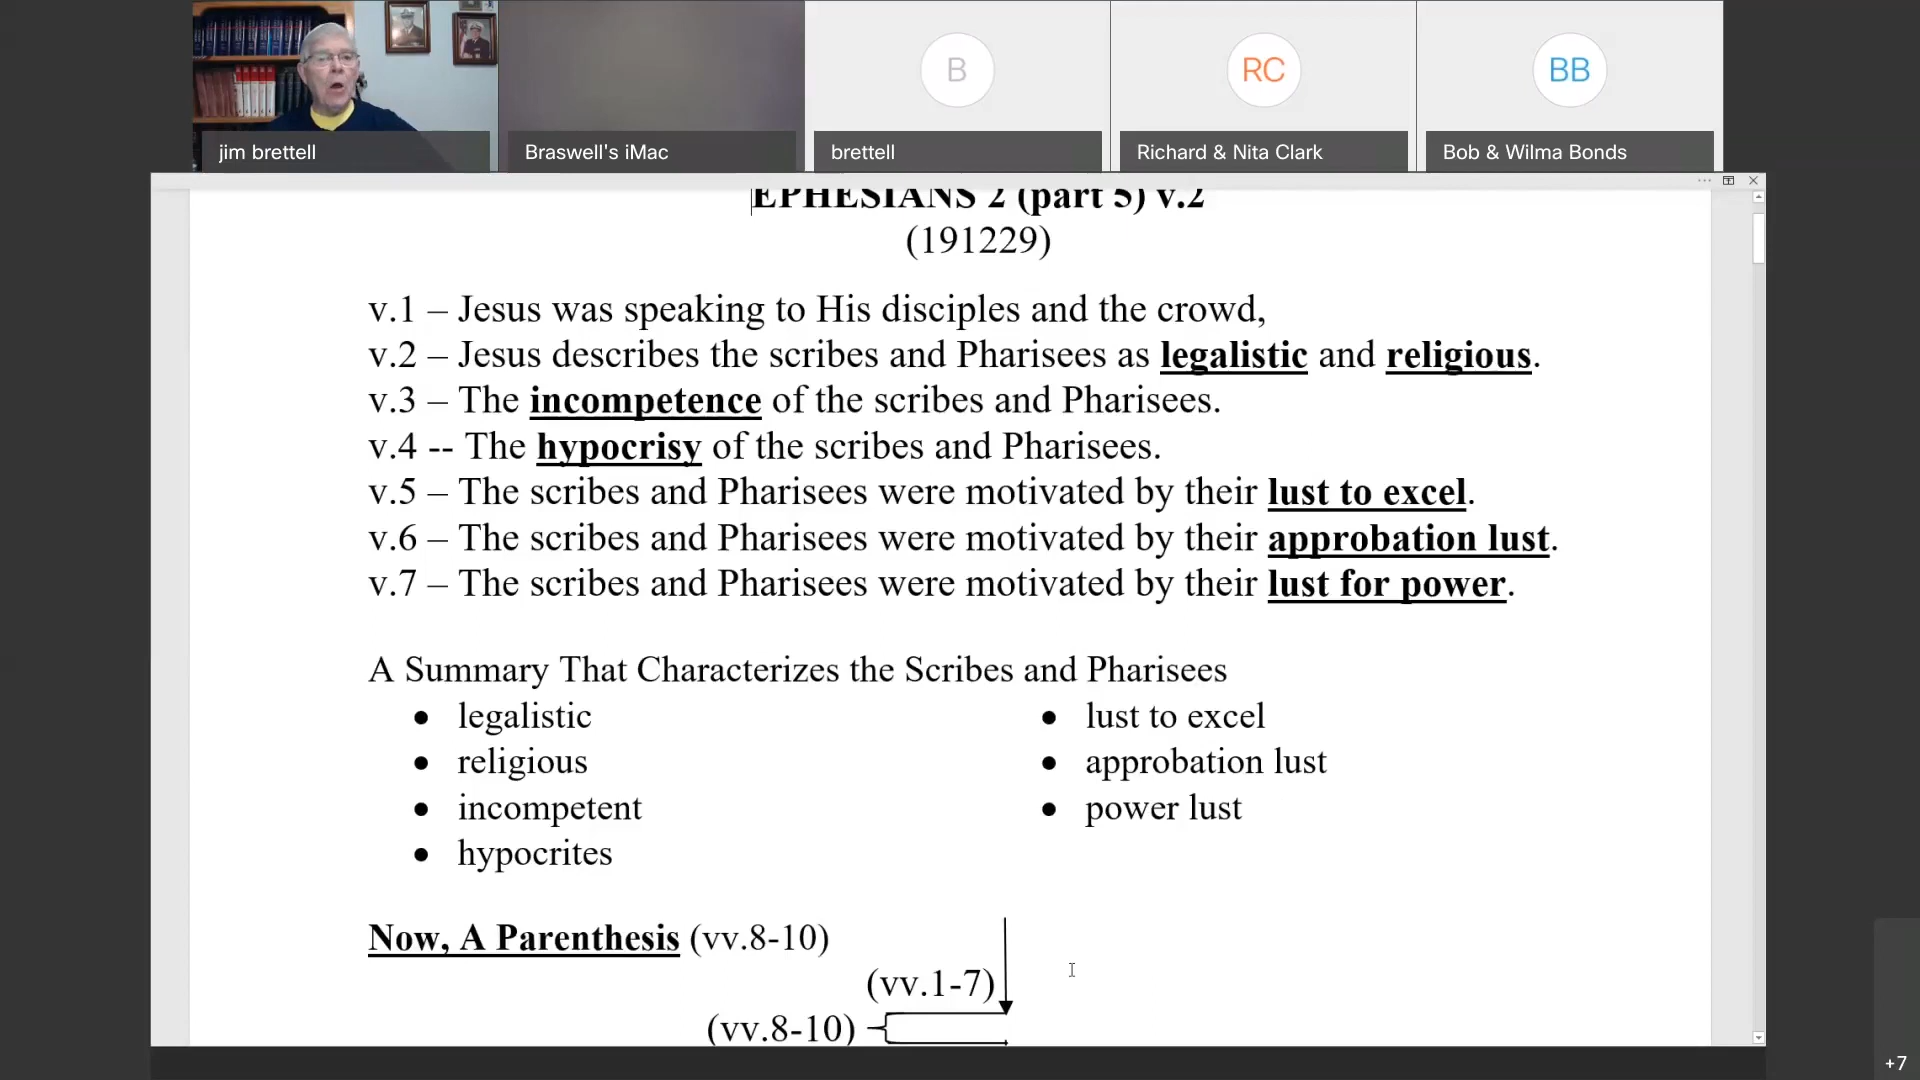 B
RC
BB
jim brettell
Braswell's iMac
brettell
Richard & Nita Clark
Bob & Wilma Bonds
EPHESIANS 2 (part 5) v.2
(191229)
v.1 – Jesus was speaking to His disciples and the crowd,
v.2 – Jesus describes the scribes and Pharisees as legalistic and religious.
v.3 – The incompetence of the scribes and Pharisees.
v.4 -- The hypocrisy of the scribes and Pharisees.
v.5 – The scribes and Pharisees were motivated by their lust to excel.
v.6 – The scribes and Pharisees were motivated by their approbation lust.
v.7 – The scribes and Pharisees were motivated by their lust for power.
A Summary That Characterizes the Scribes and Pharisees
• legalistic
• religious
• incompetent
• hypocrites
• lust to excel
• approbation lust
• power lust
Now, A Parenthesis (vv.8-10)
(vv.1-7)
(vv.8-10)
+7